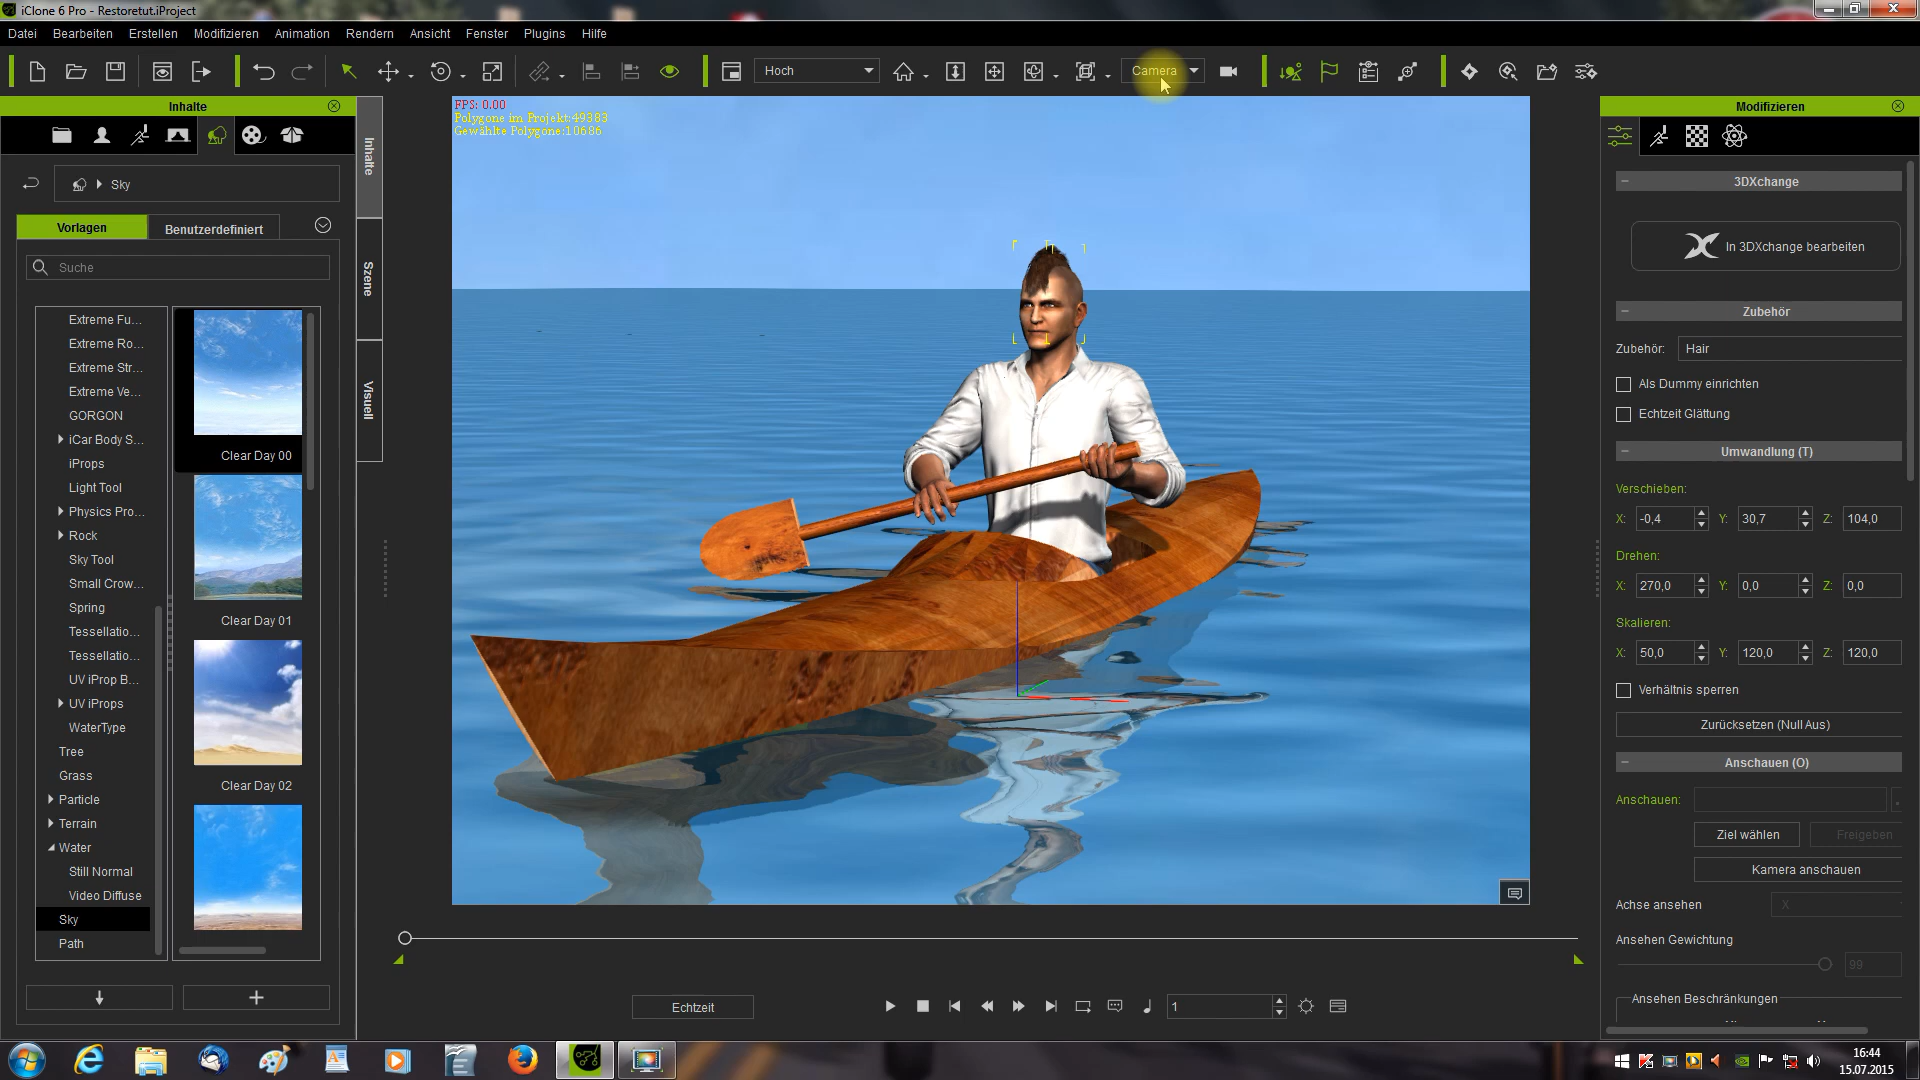 iClone 6 Pro - Restoretut.iProject
Datei Bearbeiten Erstellen Modifizieren Animation Rendern Ansicht Fenster Plugins Hilfe
Hoch
Camera
Inhalte
Sky
Vorlagen
Benutzerdefiniert
Suche
Extreme Fu...
Extreme Ro...
Extreme Str...
Extreme Ve...
GORGON
iCar Body S...
iProps
Light Tool
Physics Pro...
Rock
Sky Tool
Small Crow...
Spring
Tessellatio...
Tessellatio...
UV iProp B...
UV iProps
WaterType
Tree
Grass
Particle
Terrain
Water
Still Normal
Video Diffuse
Sky
Path
Clear Day 00
Clear Day 01
Clear Day 02
Inhalte
Szene
Visuell
FPS: 0.00
Polygone im Projekt:49383
Gewählte Polygone:10686
Echtzeit
1
Modifizieren
3DXchange
In 3DXchange bearbeiten
Zubehör
Zubehör: Hair
Als Dummy einrichten
Echtzeit Glättung
Umwandlung (T)
Verschieben:
X: -0,4 Y: 30,7 Z: 104,0
Drehen:
X: 270,0 Y: 0,0 Z: 0,0
Skalieren:
X: 50,0 Y: 120,0 Z: 120,0
Verhältnis sperren
Zurücksetzen (Null Aus)
Anschauen (O)
Anschauen:
Ziel wählen Freigeben
Kamera anschauen
Achse ansehen X
Ansehen Gewichtung
99
Ansehen Beschränkungen
16:44
15.07.2015